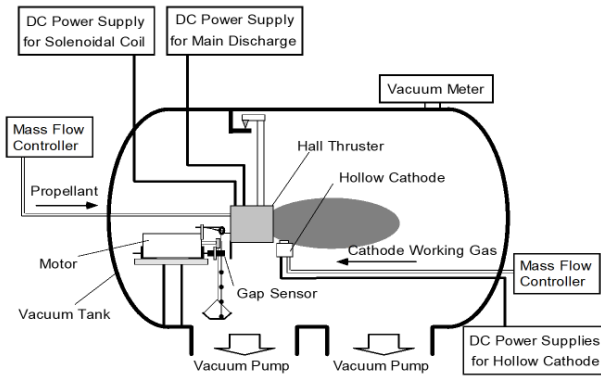 DC Power Supply
for Solenoidal Coil
DC Power Supply
for Main Discharge
Vacuum Meter
Mass Flow
Controller
Hall Thruster
Hollow Cathode
Propellant
Cathode Working Gas
Motor
Gap Sensor
Mass Flow
Controller
Vacuum Tank
DC Power Supplies
for Hollow Cathode
Vacuum Pump
Vacuum Pump